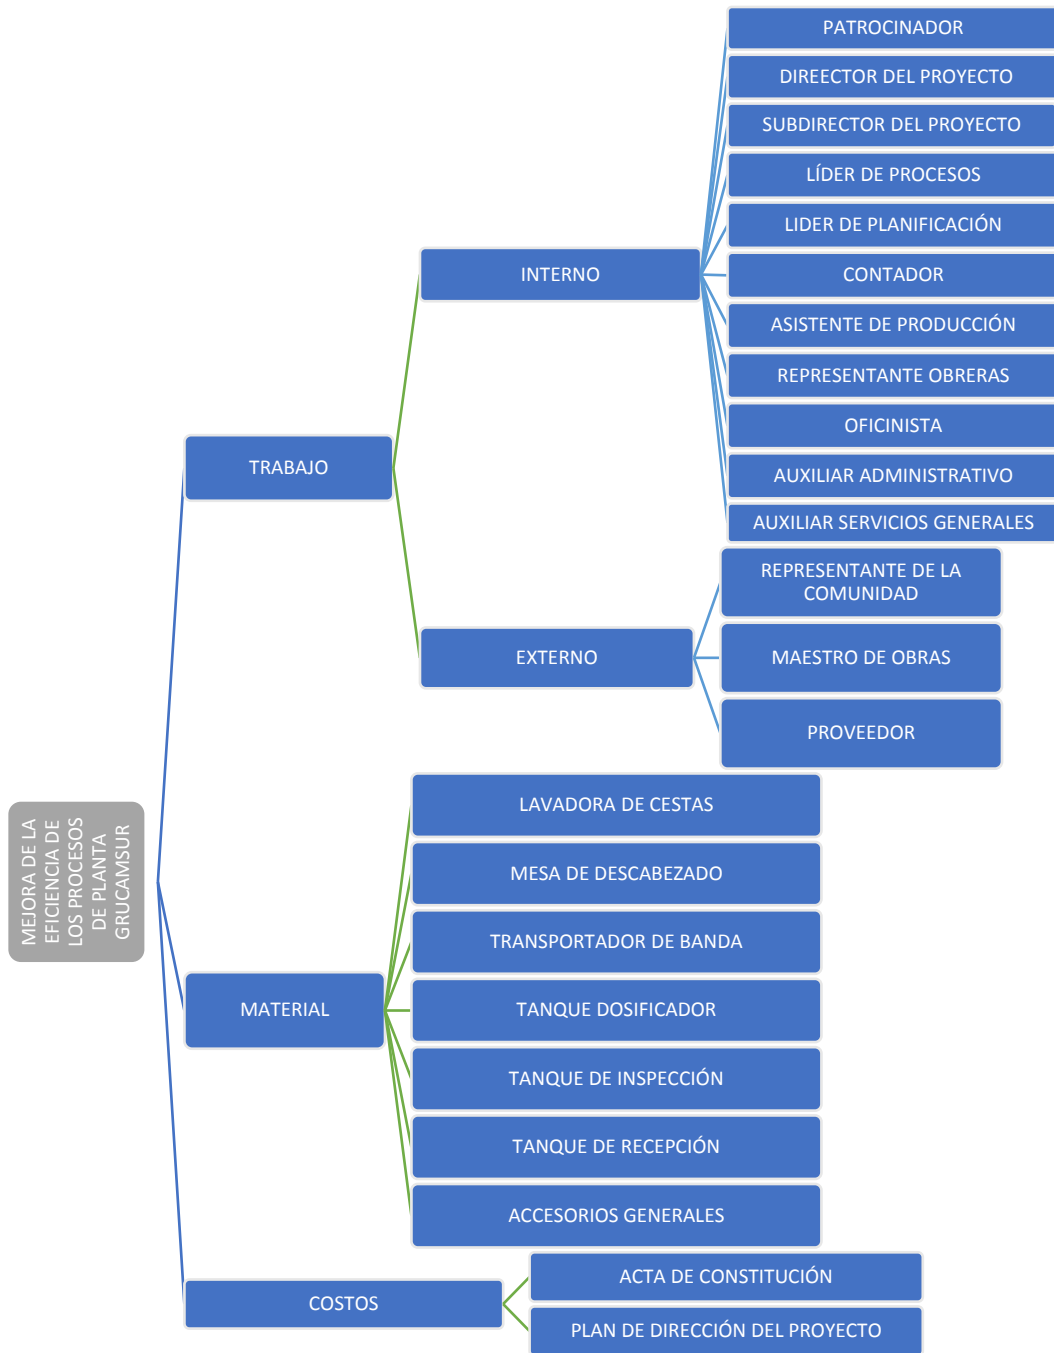 PATROCINADOR
DIREECTOR DEL PROYECTO
SUBDIRECTOR DEL PROYECTO
LÍDER DE PROCESOS
LIDER DE PLANIFICACIÓN
INTERNO
CONTADOR
ASISTENTE DE PRODUCCIÓN
REPRESENTANTE OBRERAS
OFICINISTA
TRABAJO
AUXILIAR ADMINISTRATIVO
AUXILIAR SERVICIOS GENERALES
REPRESENTANTE DE LA
COMUNIDAD
EXTERNO
MAESTRO DE OBRAS
PROVEEDOR
MEJORA DE LA
EFICIENCIA DE
LOS PROCESOS
DE PLANTA
GRUCAMSUR
LAVADORA DE CESTAS
MESA DE DESCABEZADO
TRANSPORTADOR DE BANDA
MATERIAL
TANQUE DOSIFICADOR
TANQUE DE INSPECCIÓN
TANQUE DE RECEPCIÓN
ACCESORIOS GENERALES
COSTOS
ACTA DE CONSTITUCIÓN
PLAN DE DIRECCIÓN DEL PROYECTO